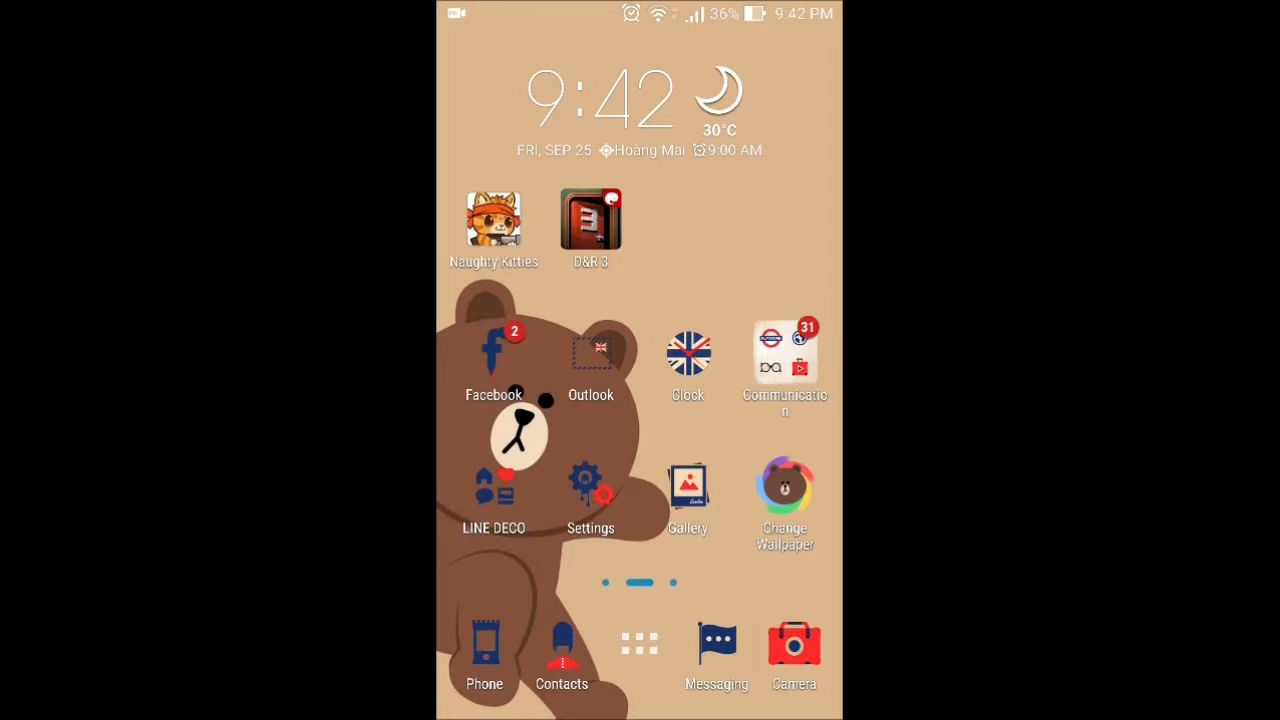 36% 9:42 PM
9:42
30°C
FRI, SEP 25 Hoàng Mai 9:00 AM
3
Naughty Kitties D&R 3
2 31
Facebook Outlook Clock Communicatio
n
LINE DECO Settings Gallery Change
Wallpaper
Phone Contacts Messaging Camera